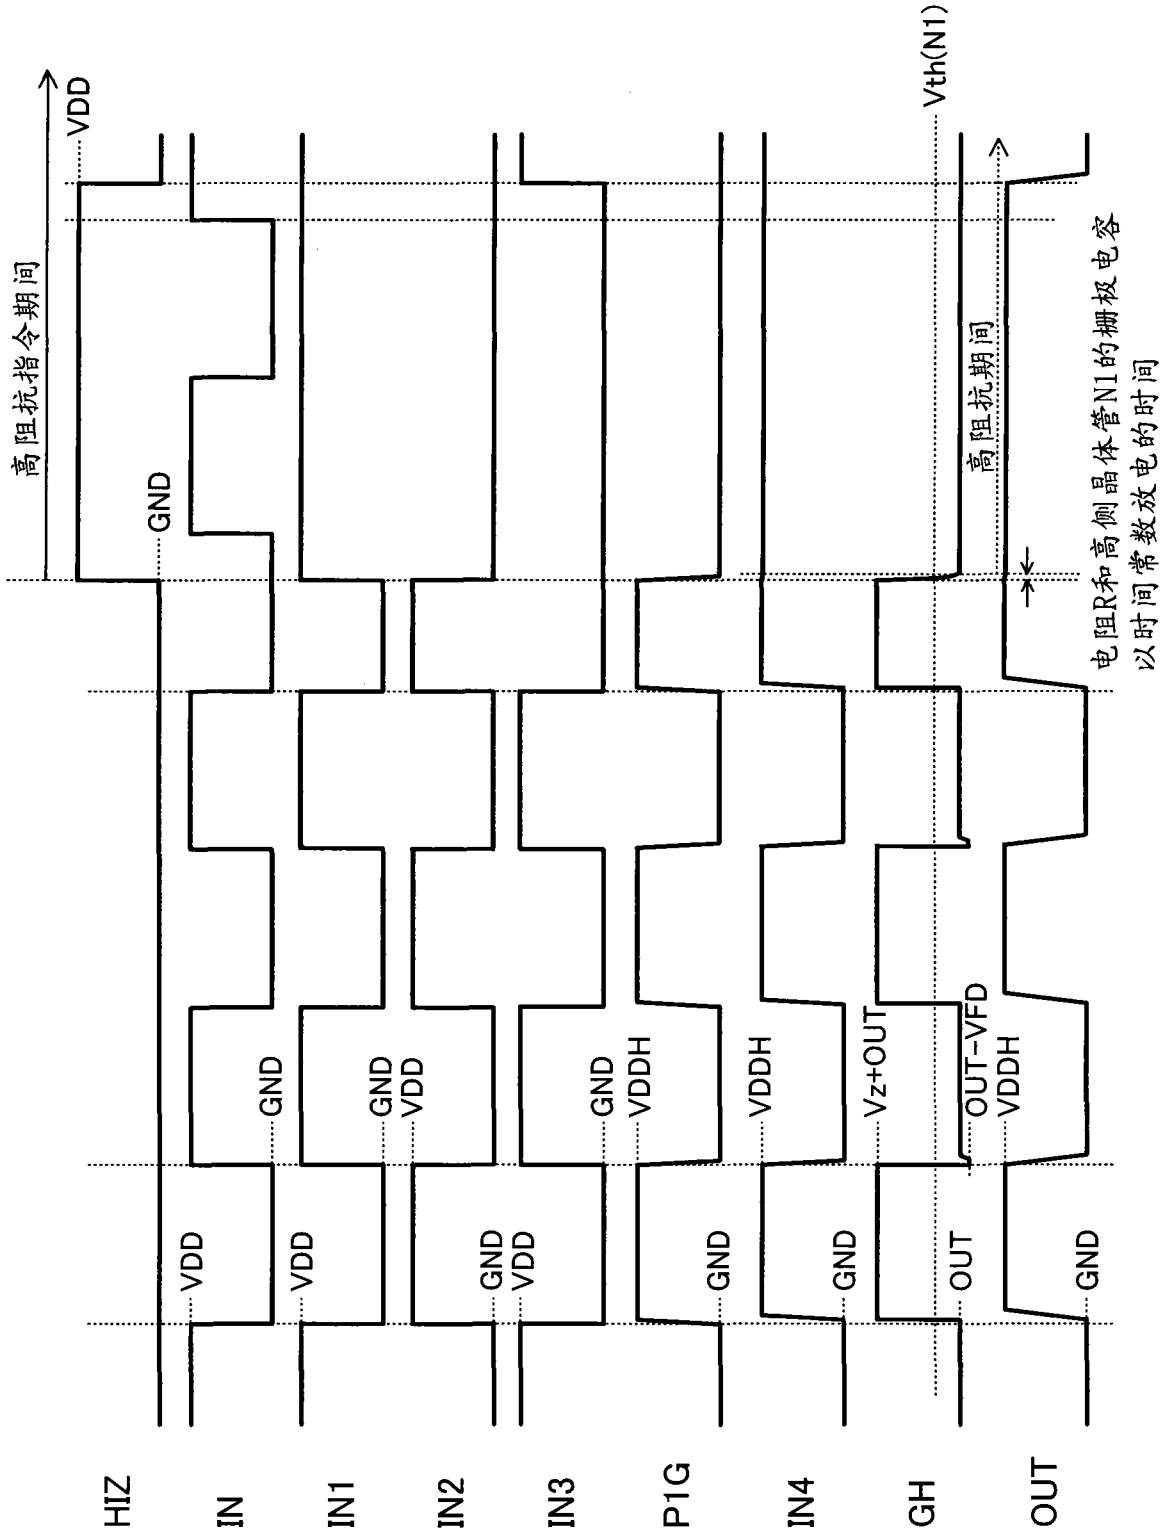 高阻抗指令期间
HIZ
GND
VDD
IN
VDD
GND
IN1
VDD
GND
IN2
GND
VDD
IN3
VDD
GND
P1G
GND
VDDH
IN4
GND
VDDH
GH
OUT
Vz+OUT
OUT-VFD
Vth(N1)
高阻抗期间
OUT
GND
VDDH
电阻R和高侧晶体管N1的栅极电容
以时间常数放电的时间